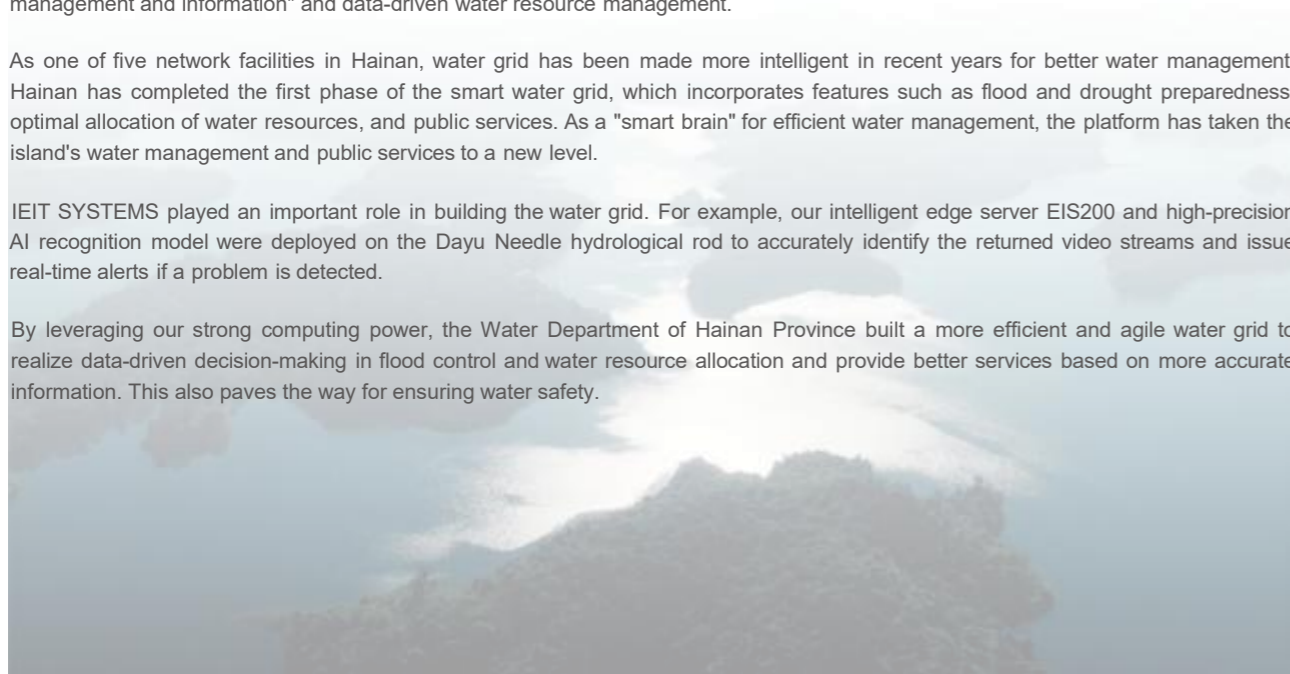 management and information" and data-driven water resource management.
As one of five network facilities in Hainan, water grid has been made more intelligent in recent years for better water management
Hainan has completed the first phase of the smart water grid, which incorporates features such as flood and drought preparedness
optimal allocation of water resources, and public services. As a "smart brain" for efficient water management, the platform has taken the
island's water management and public services to a new level.
IEIT SYSTEMS played an important role in building the water grid. For example, our intelligent edge server EIS200 and high-precision
AI recognition model were deployed on the Dayu Needle hydrological rod to accurately identify the returned video streams and issue
real-time alerts if a problem is detected.
By leveraging our strong computing power, the Water Department of Hainan Province built a more efficient and agile water grid to
realize data-driven decision-making in flood control and water resource allocation and provide better services based on more accurate
information. This also paves the way for ensuring water safety.